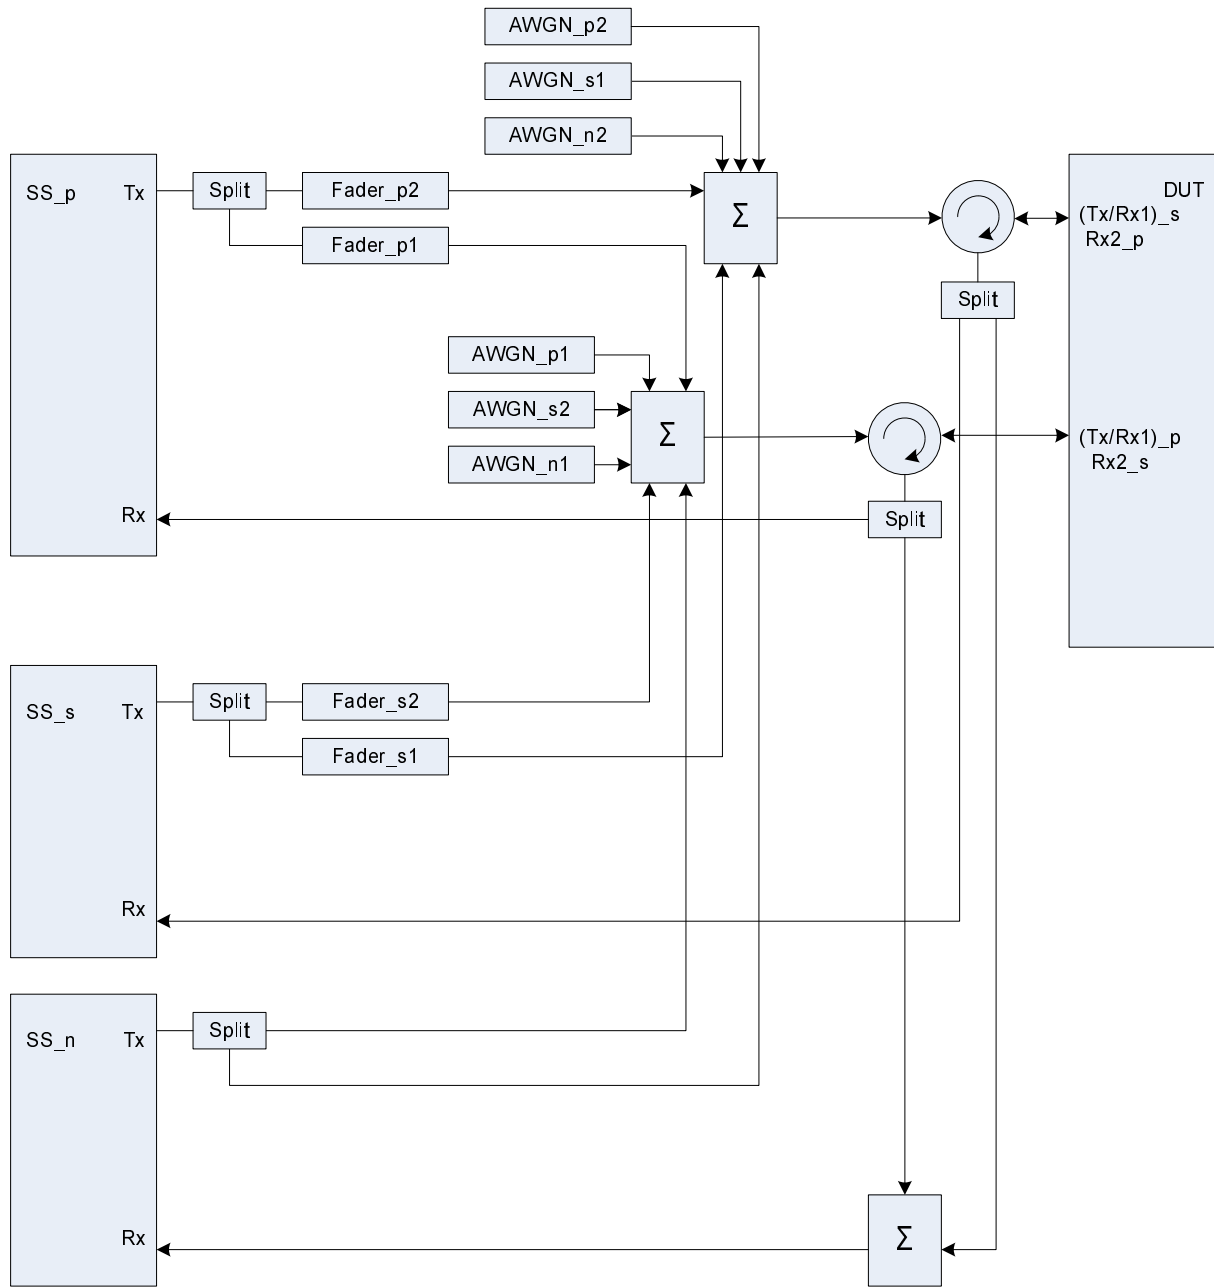 AWGN_p2
AWGN_s1
AWGN_n2
SS_p
Tx
Split
Fader_p2
Fader_p1
Σ
DUT
(Tx/Rx1)_s
Rx2_p
Split
AWGN_p1
AWGN_s2
AWGN_n1
Σ
(Tx/Rx1)_p
Rx2_s
Rx
Split
SS_s
Tx
Split
Fader_s2
Fader_s1
Rx
SS_n
Tx
Split
Rx
Σ